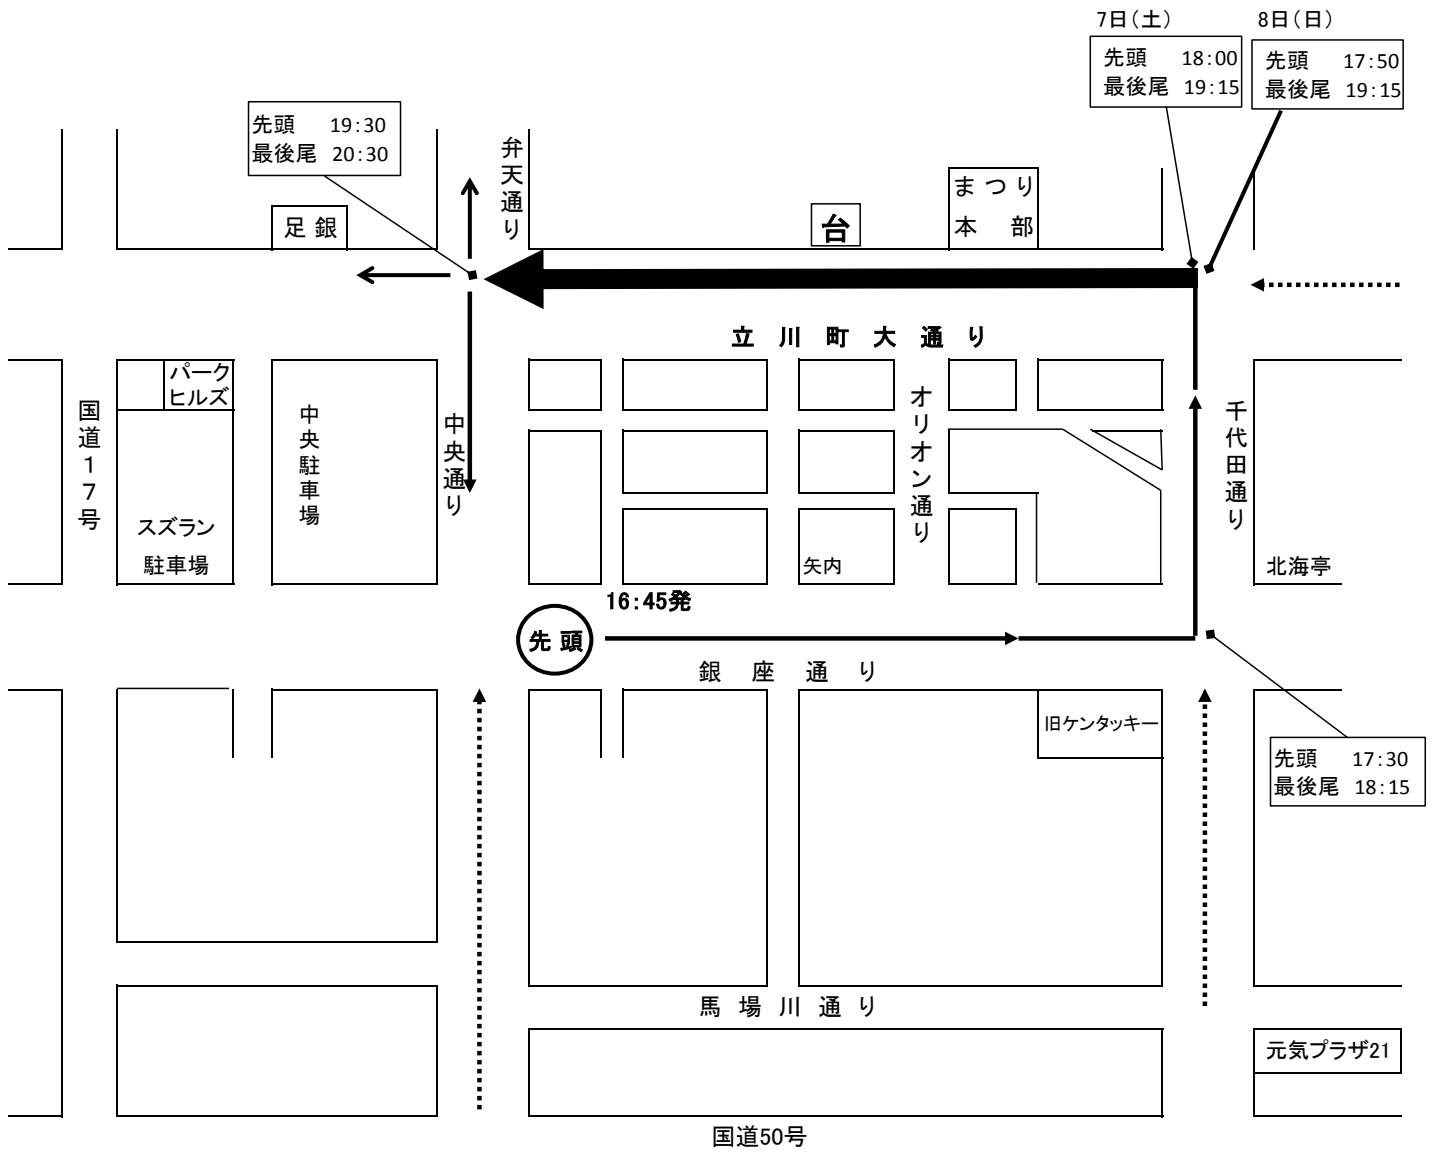 7日(土)
8日(日)
先頭 18:00
最後尾 19:15
先頭 17:50
最後尾 19:15
先頭 19:30
最後尾 20:30
弁天通り
足銀
台
まつり
本部
立川町大通り
パーク
ヒルズ
国道17号
中央駐車場
中央通り
オリオン通り
千代田通り
スズラン
駐車場
矢内
北海亭
16:45発
先頭
銀座通り
旧ケンタッキー
先頭 17:30
最後尾 18:15
馬場川通り
元気プラザ21
国道50号